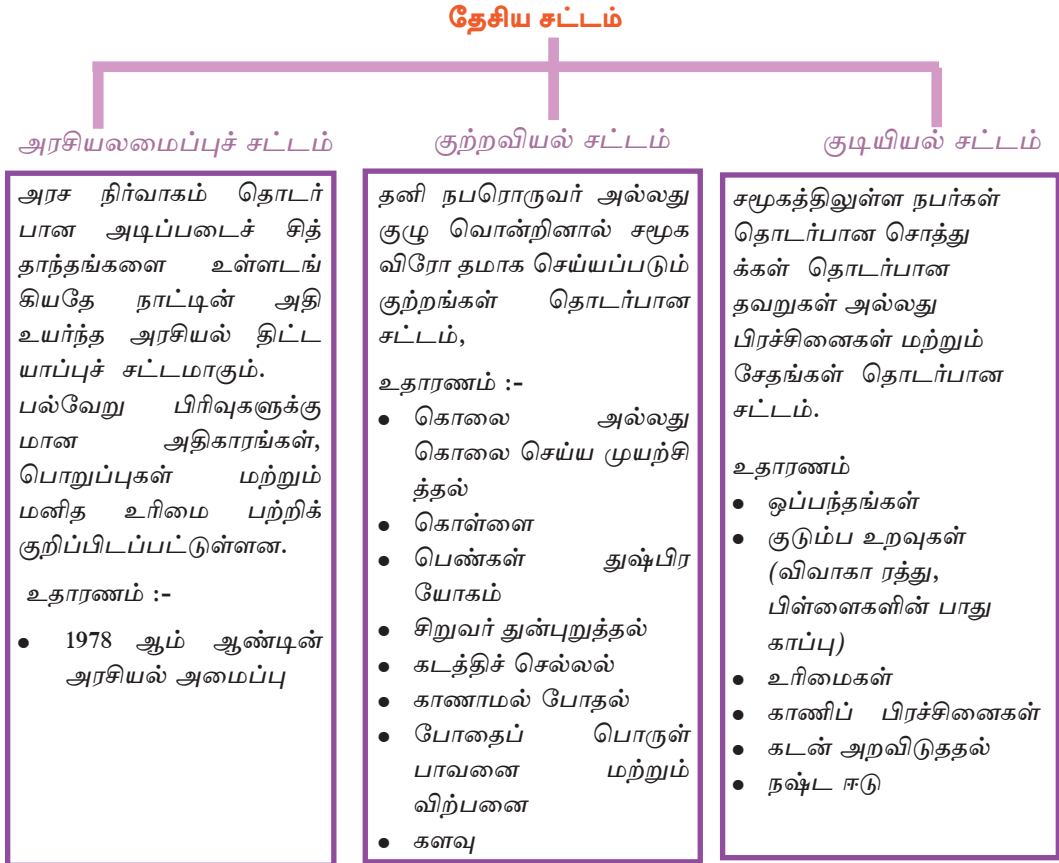 தேசிய சட்டம்
அரசியலமைப்புச் சட்டம்
அரச நிர்வாகம் தொடர்
பான அடிப்படைச் சித்
தாந்தங்களை உள்ளடங்
கியதே நாட்டின் அதி
உயர்ந்த அரசியல் திட்ட
யாப்புச் சட்டமாகும்.
பல்வேறு பிரிவுகளுக்கு
மான அதிகாரங்கள்,
பொறுப்புகள் மற்றும்
மனித உரிமை பற்றிக்
குறிப்பிடப்பட்டுள்ளன.
உதாரணம் :-
• 1978 ஆம் ஆண்டின்
அரசியல் அமைப்பு
குற்றவியல் சட்டம்
தனி நபரொருவர் அல்லது
குழு வொன்றினால் சமூக
விரோ தமாக செய்யப்படும்
குற்றங்கள் தொடர்பான
சட்டம்,
உதாரணம் :-
• கொலை அல்லது
கொலை செய்ய முயற்சி
த்தல்
• கொள்ளை
• பெண்கள் துஷ்பிர
யோகம்
• சிறுவர் துன்புறுத்தல்
• கடத்திச் செல்லல்
• காணாமல் போதல்
• போதைப் பொருள்
பாவனை மற்றும்
விற்பனை
• களவு
குடியியல் சட்டம்
சமூகத்திலுள்ள நபர்கள்
தொடர்பான சொத்து
க்கள் தொடர்பான
தவறுகள் அல்லது
பிரச்சினைகள் மற்றும்
சேதங்கள் தொடர்பான
சட்டம்.
உதாரணம்
• ஒப்பந்தங்கள்
• குடும்ப உறவுகள்
(விவாகா ரத்து,
பிள்ளைகளின் பாது
காப்பு)
• உரிமைகள்
• காணிப் பிரச்சினைகள்
• கடன் அறவிடுததல்
• நஷ்ட ஈடு